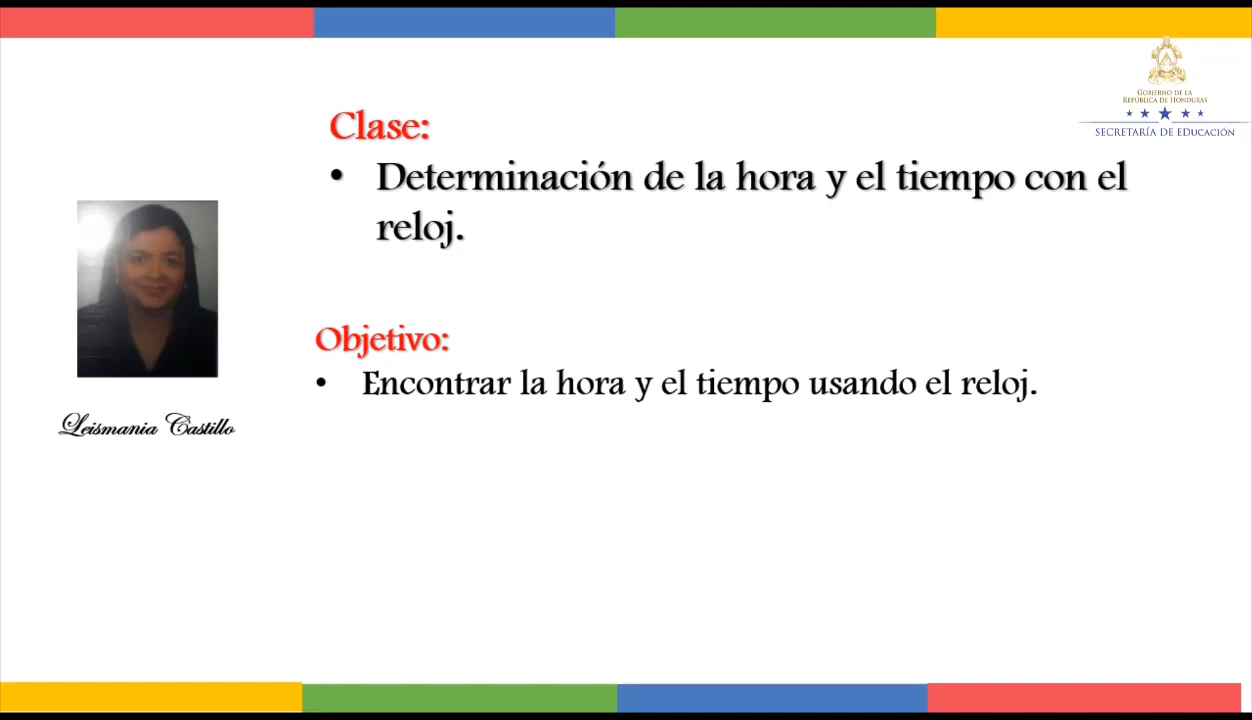 GOBIERNO DE LA
REPÚBLICA DE HONDURAS
SECRETARÍA DE EDUCACIÓN
Clase:
• Determinación de la hora y el tiempo con el
reloj.
Objetivo:
• Encontrar la hora y el tiempo usando el reloj.
Leismania Castillo